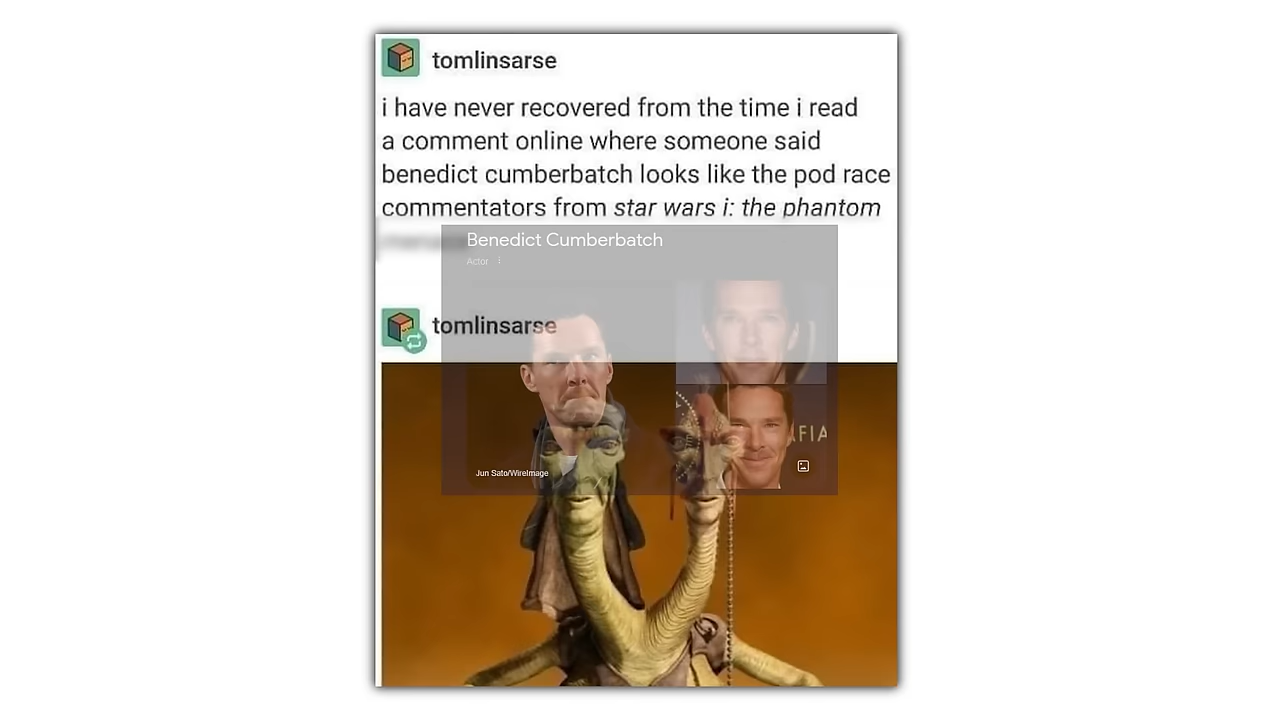 tomlinsarse
i have never recovered from the time i read
a comment online where someone said
benedict cumberbatch looks like the pod race
commentators from star wars i: the phantom
Benedict Cumberbatch
Actor
tomlinsarse
FIA
Jun Sato/WireImage